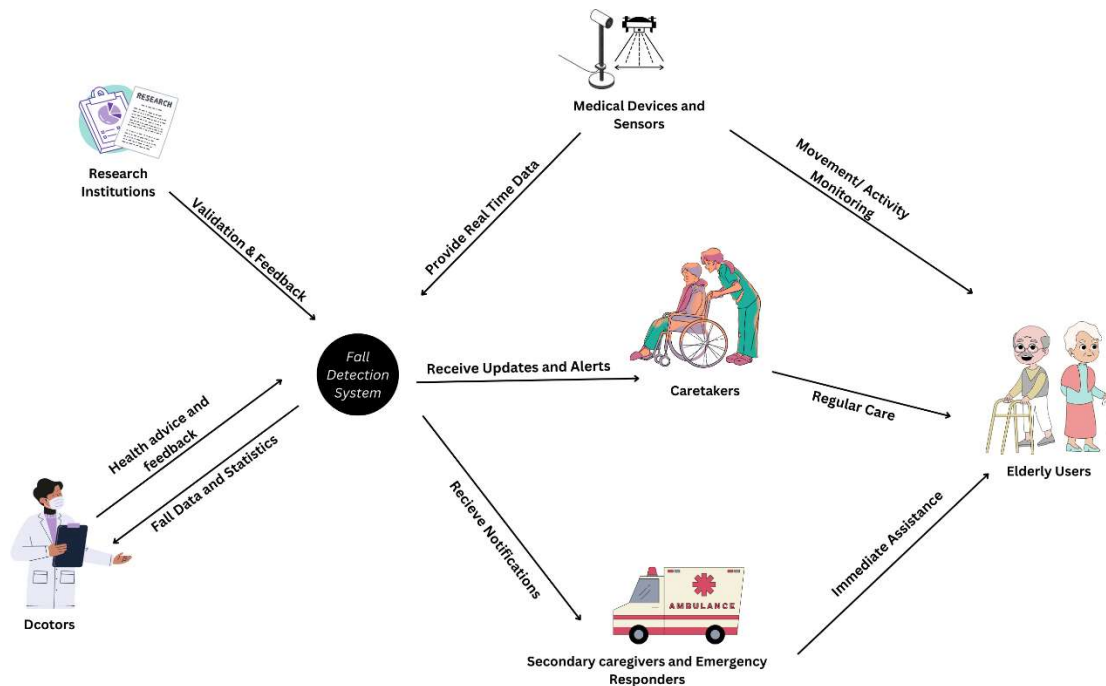 RESEARCH
Research
Institutions
Medical Devices and
Sensors
Validation & Feedback
Provide Real Time Data
Movement/ Activity
Monitoring
Fall
Detection
System
Receive Updates and Alerts
Caretakers
Regular Care
Elderly Users
Health advice and
feedback
Fall Data and Statistics
Dcotors
Recieve Notifications
AMBULANCE
Immediate Assistance
Secondary caregivers and Emergency
Responders